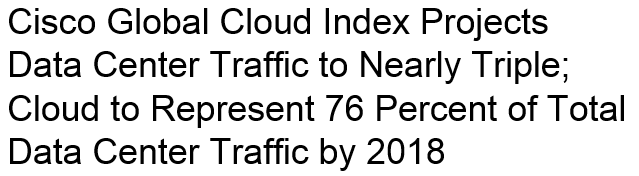 Cisco Global Cloud Index Projects
Data Center Traffic to Nearly Triple;
Cloud to Represent 76 Percent of Total
Data Center Traffic by 2018